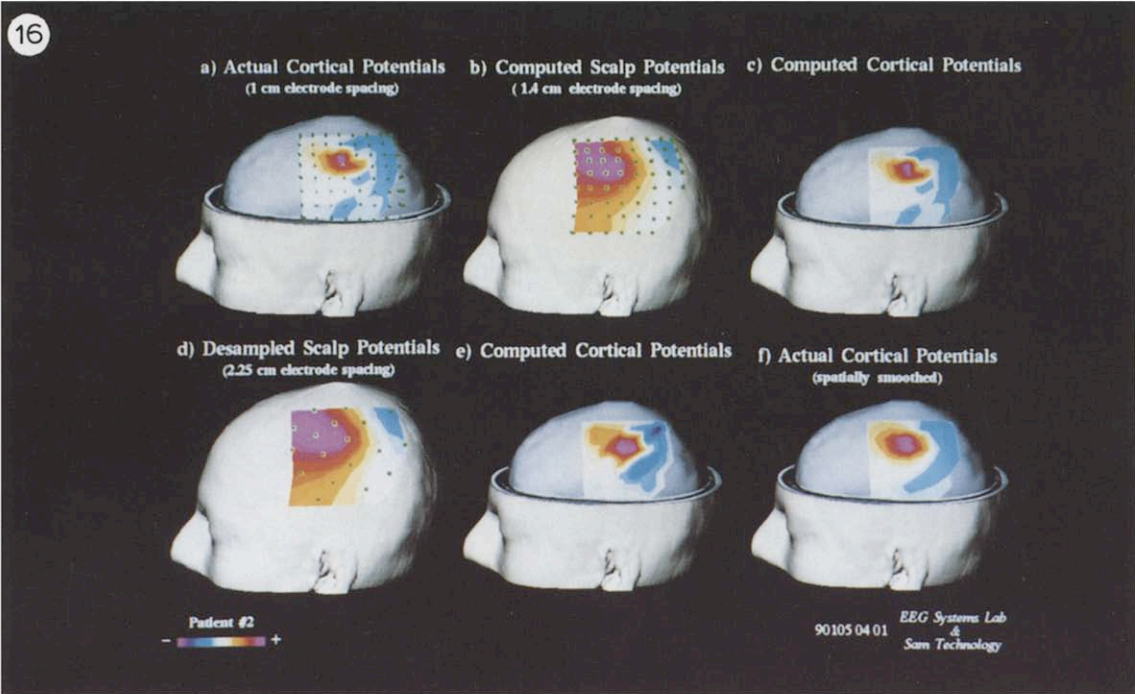 16
a) Actual Cortical Potentials
(1 cm electrode spacing)
b) Computed Scalp Potentials
(1.4 cm electrode spacing)
c) Computed Cortical Potentials
d) Desampled Scalp Potentials
(2.25 cm electrode spacing)
e) Computed Cortical Potentials
f) Actual Cortical Potentials
(spatially smoothed)
Patient #2
- +
90105 04 01
EEG Systems Lab
&
Sam Technology